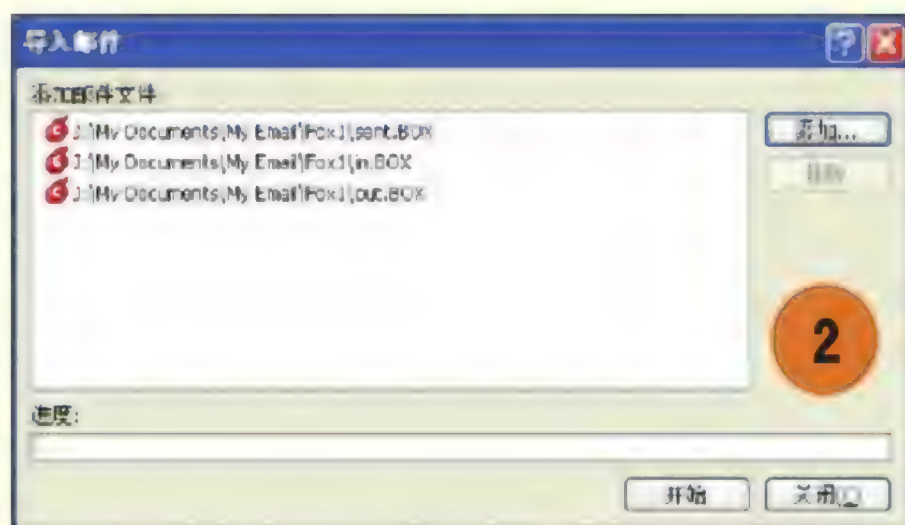 导入邮件
添加邮件文件
J:\My Documents\My Email\Fox1\sent.BOX
添加...
J:\My Documents\My Email\Fox1\in.BOX
J:\My Documents\My Email\Fox1\out.BOX
2
进度:
开始
关闭(C)